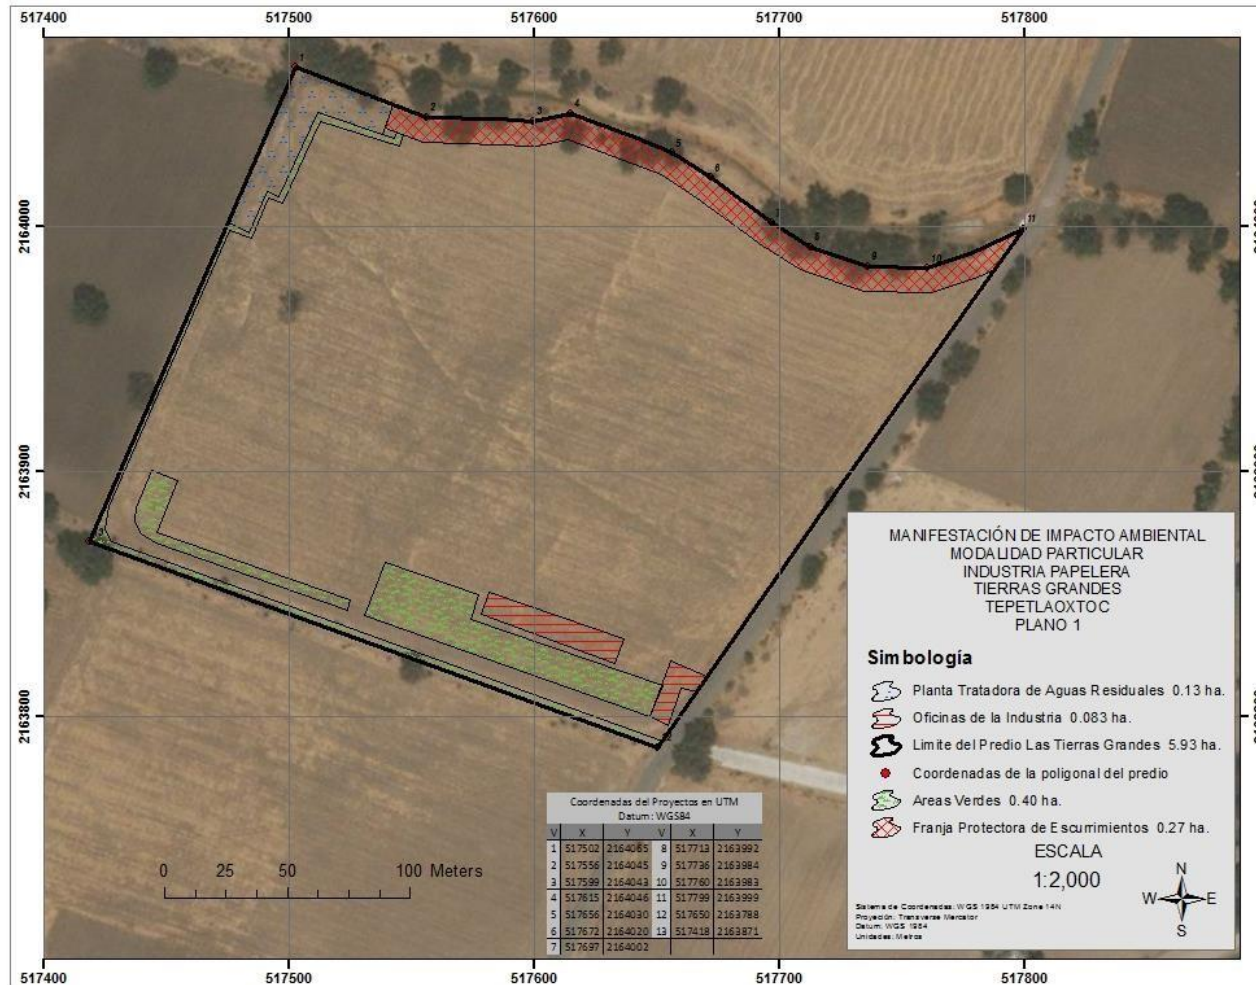 517400 517500 517600 517700 517800
2164000
2163900
2163800
1
2
3
4
5
6
8
9
10
11
MANIFESTACIÓN DE IMPACTO AMBIENTAL
MODALIDAD PARTICULAR
INDUSTRIA PAPELERA
TIERRAS GRANDES
TEPETLAOXTOC
PLANO 1
Simbología
Planta Tratadora de Aguas Residuales 0.13 ha.
Oficinas de la Industria 0.083 ha.
Limite del Predio Las Tierras Grandes 5.93 ha.
Coordenadas de la poligonal del predio
Areas Verdes 0.40 ha.
Franja Protectora de Escurrimientos 0.27 ha.
ESCALA
1:2,000
Sistema de Coordenadas: WGS 1984 UTM Zone 14N
Proyección: Transverse Mercator
Datum: WGS 1984
Unidades: Metros
N
W E
S
Coordenadas del Proyectos en UTM
Datum: WGS84
V X Y V X Y
1 517502 2164065 8 517713 2163992
2 517556 2164045 9 517736 2163984
3 517599 2164043 10 517760 2163983
4 517615 2164046 11 517799 2163999
5 517656 2164030 12 517650 2163788
6 517672 2164020 13 517418 2163871
7 517697 2164002
0 25 50 100 Meters
517400 517500 517600 517700 517800